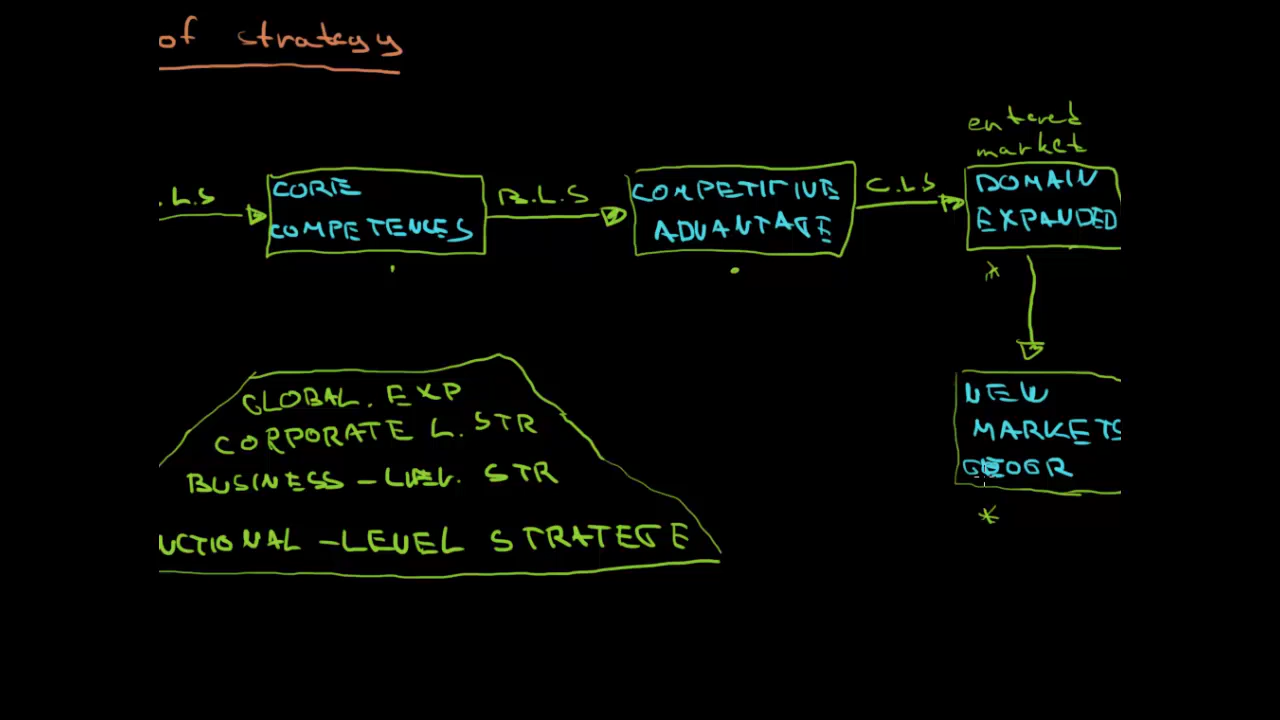 of strategy
entered
market
.L.S
CORE
COMPETENCES
B.L.S
COMPETITIVE
ADVANTAGE
C.L.S
DOMAIN
EXPANDED
*
GLOBAL. EXP
CORPORATE L. STR
BUSINESS - LEV. STR
UCTIONAL - LEVEL STRATEGE
NEW
MARKETS
GEOGR
*